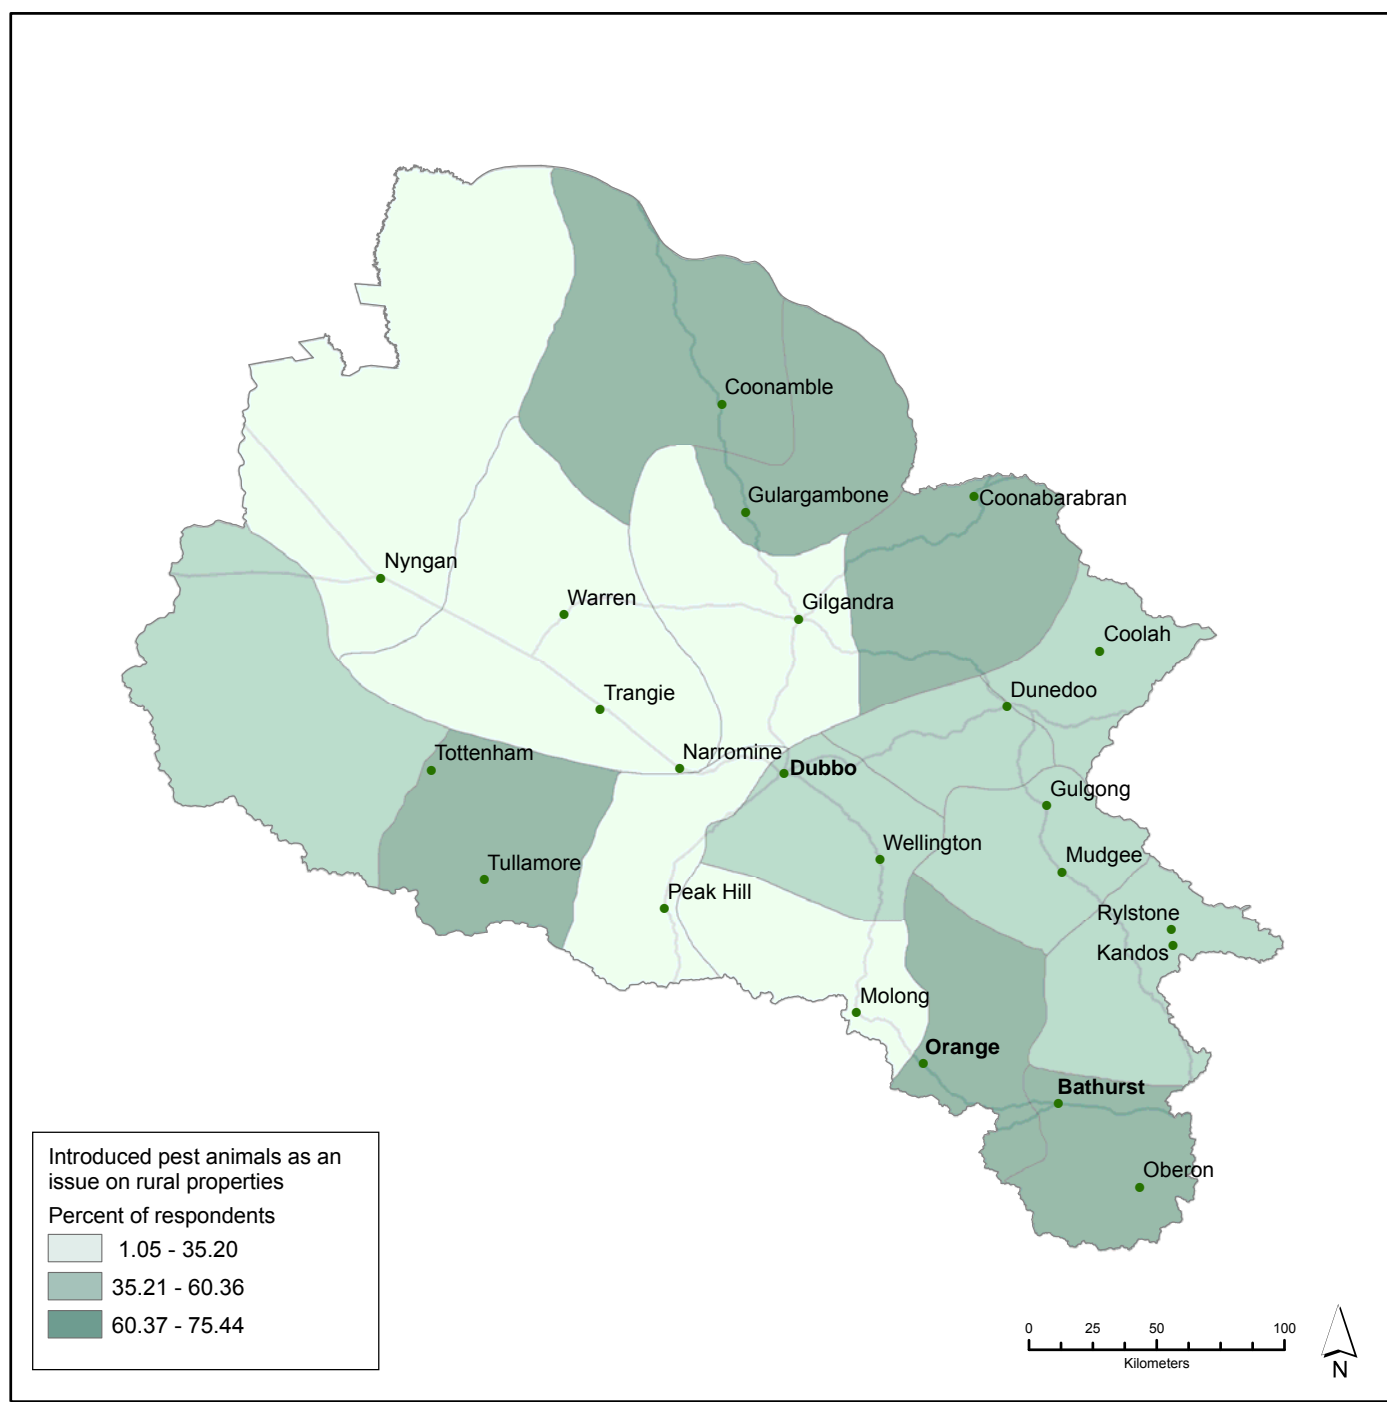 Coonamble
Gulargambone
Coonabarabran
Nyngan
Warren
Gilgandra
Coolah
Trangie
Dunedoo
Tottenham
Narromine
Dubbo
Gulgong
Wellington
Mudgee
Tullamore
Peak Hill
Rylstone
Kandos
Molong
Orange
Bathurst
Oberon
Introduced pest animals as an
issue on rural properties
Percent of respondents
1.05 - 35.20
35.21 - 60.36
60.37 - 75.44
0 25 50 100
Kilometers
N